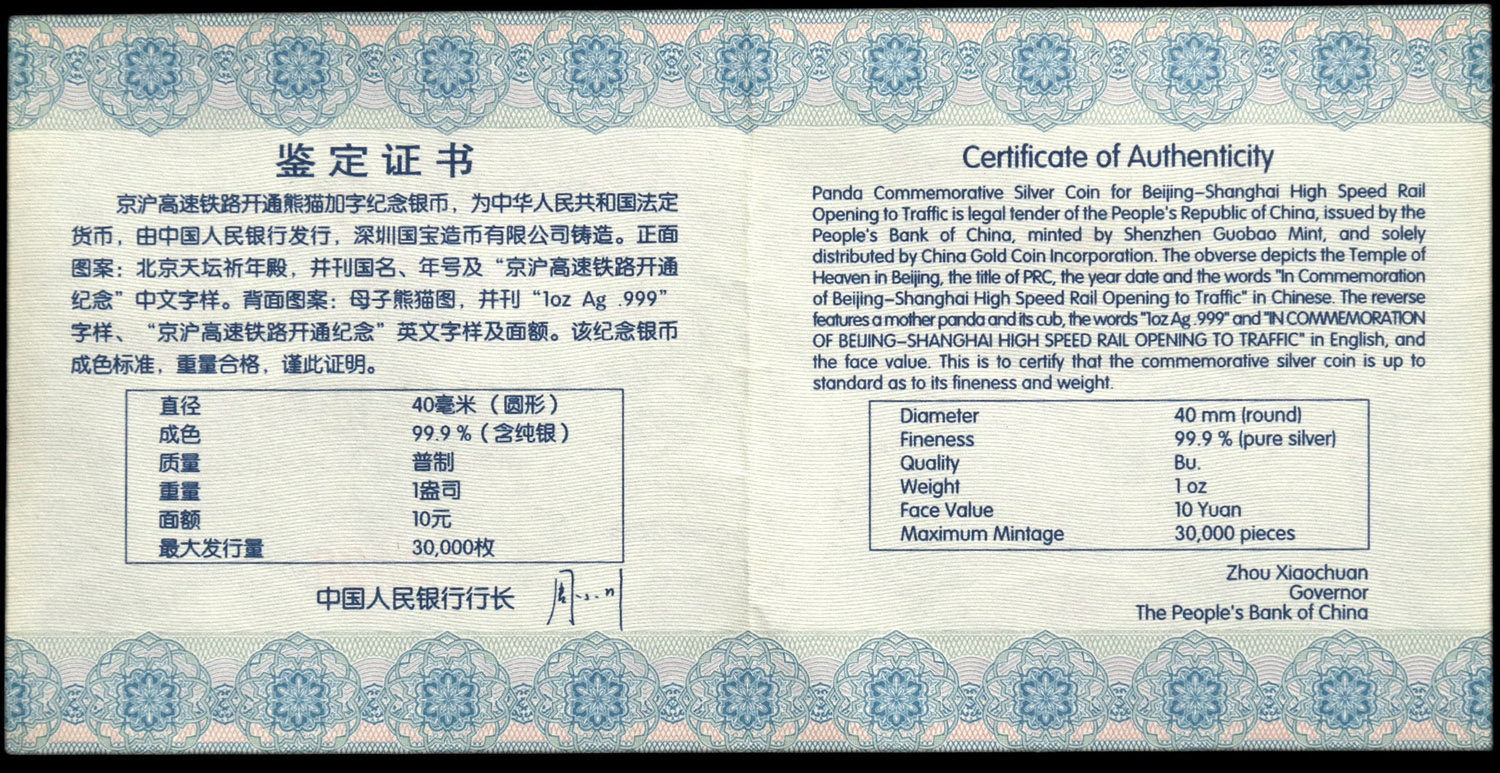 鉴定证书
京沪高速铁路开通熊猫加字纪念银币，为中华人民共和国法定
货币，由中国人民银行发行，深圳国宝造币有限公司铸造。正面
图案：北京天坛祈年殿，并刊国名、年号及“京沪高速铁路开通
纪念”中文字样。背面图案：母子熊猫图，并刊“1oz Ag .999”
字样、“京沪高速铁路开通纪念”英文字样及面额。该纪念银币
成色标准，重量合格，谨此证明。
直径 40毫米（圆形）
成色 99.9％（含纯银）
质量 普制
重量 1盎司
面额 10元
最大发行量 30,000枚
中国人民银行行长 周小川
Certificate of Authenticity
Panda Commemorative Silver Coin for Beijing–Shanghai High Speed Rail
Opening to Traffic is legal tender of the People's Republic of China, issued by the
People's Bank of China, minted by Shenzhen Guobao Mint, and solely
distributed by China Gold Coin Incorporation. The obverse depicts the Temple of
Heaven in Beijing, the title of PRC, the year date and the words "In Commemoration
of Beijing–Shanghai High Speed Rail Opening to Traffic" in Chinese. The reverse
features a mother panda and its cub, the words "1oz Ag .999" and "IN COMMEMORATION
OF BEIJING–SHANGHAI HIGH SPEED RAIL OPENING TO TRAFFIC" in English, and
the face value. This is to certify that the commemorative silver coin is up to
standard as to its fineness and weight.
Diameter 40 mm (round)
Fineness 99.9 % (pure silver)
Quality Bu.
Weight 1 oz
Face Value 10 Yuan
Maximum Mintage 30,000 pieces
Zhou Xiaochuan
Governor
The People's Bank of China